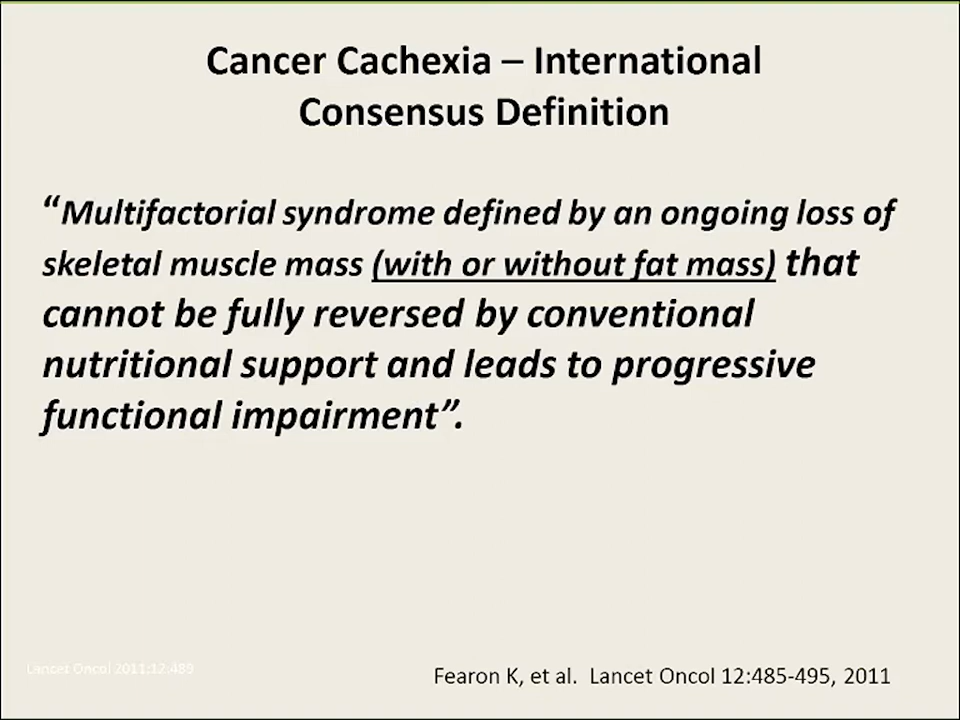 Cancer Cachexia – International
Consensus Definition
“Multifactorial syndrome defined by an ongoing loss of
skeletal muscle mass (with or without fat mass) that
cannot be fully reversed by conventional
nutritional support and leads to progressive
functional impairment”.
Lancet Oncol 2011:12:489
Fearon K, et al.  Lancet Oncol 12:485-495, 2011